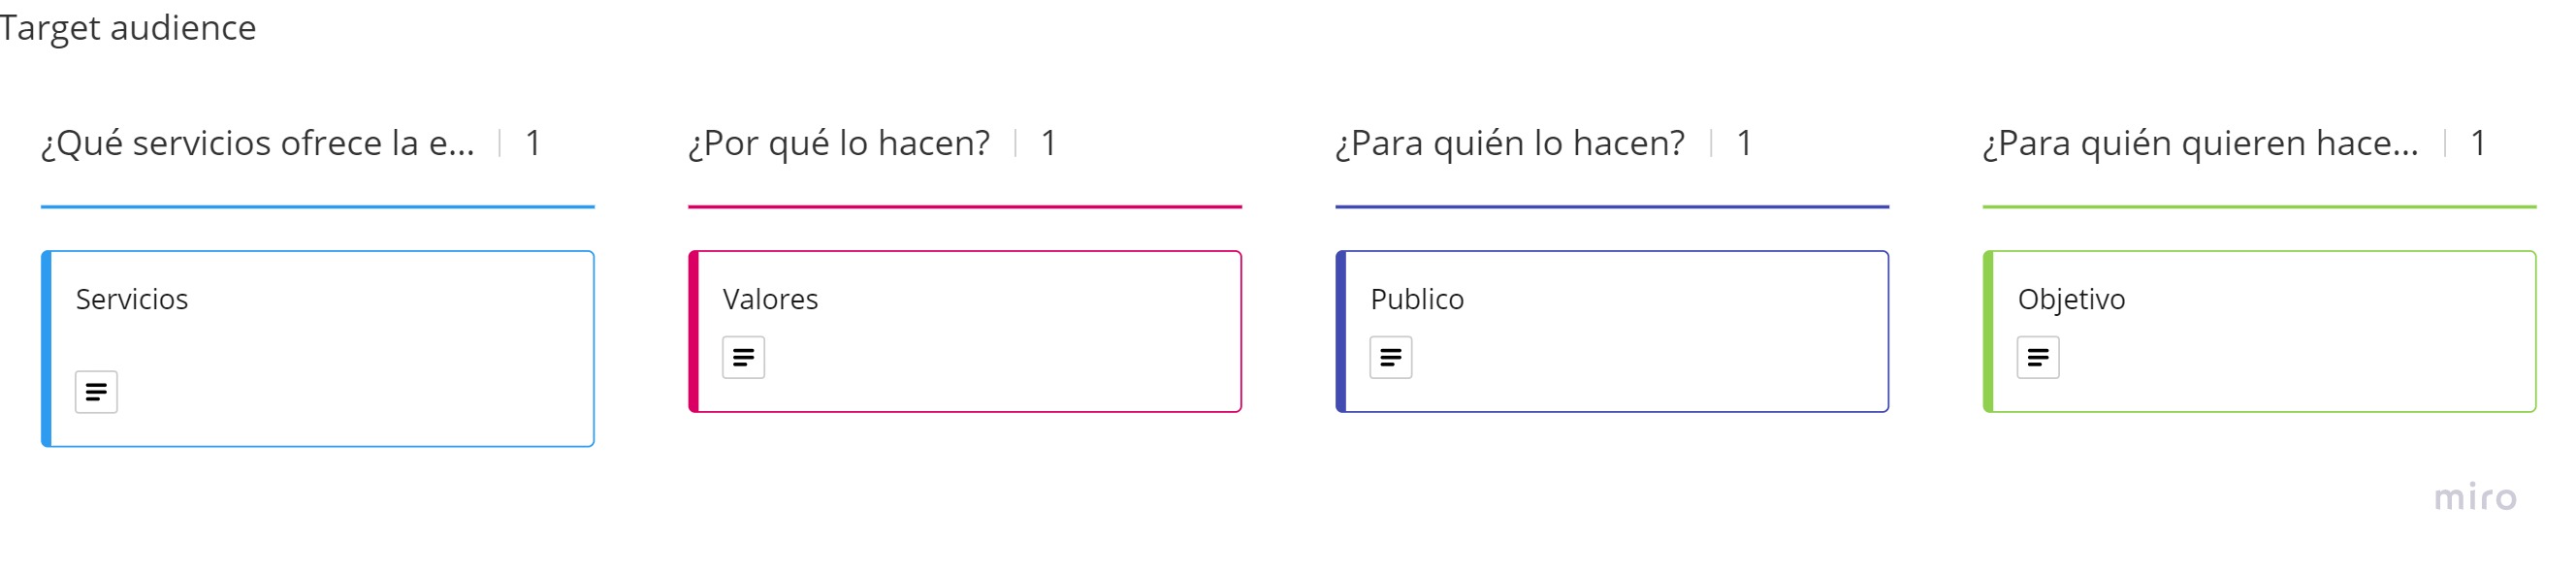 Target audience
¿Qué servicios ofrece la e... | 1
¿Por qué lo hacen? | 1
¿Para quién lo hacen? | 1
¿Para quién quieren hace... | 1
Servicios
Valores
Publico
Objetivo
miro